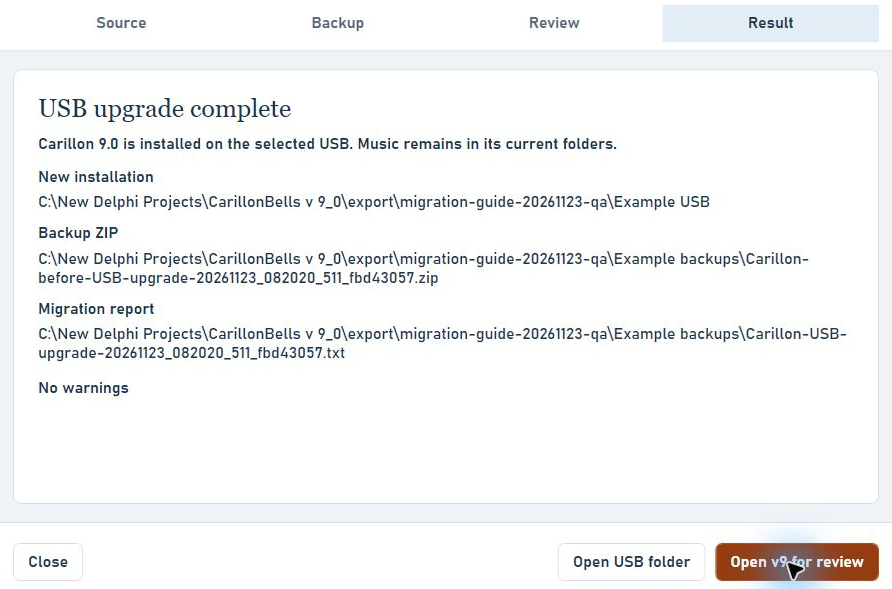 Source
Backup
Review
Result
USB upgrade complete
Carillon 9.0 is installed on the selected USB. Music remains in its current folders.
New installation
C:\New Delphi Projects\CarillonBells v 9_0\export\migration-guide-20261123-qa\Example USB
Backup ZIP
C:\New Delphi Projects\CarillonBells v 9_0\export\migration-guide-20261123-qa\Example backups\Carillon-
before-USB-upgrade-20261123_082020_511_fbd43057.zip
Migration report
C:\New Delphi Projects\CarillonBells v 9_0\export\migration-guide-20261123-qa\Example backups\Carillon-USB-
upgrade-20261123_082020_511_fbd43057.txt
No warnings
Close
Open USB folder
Open v9 for review